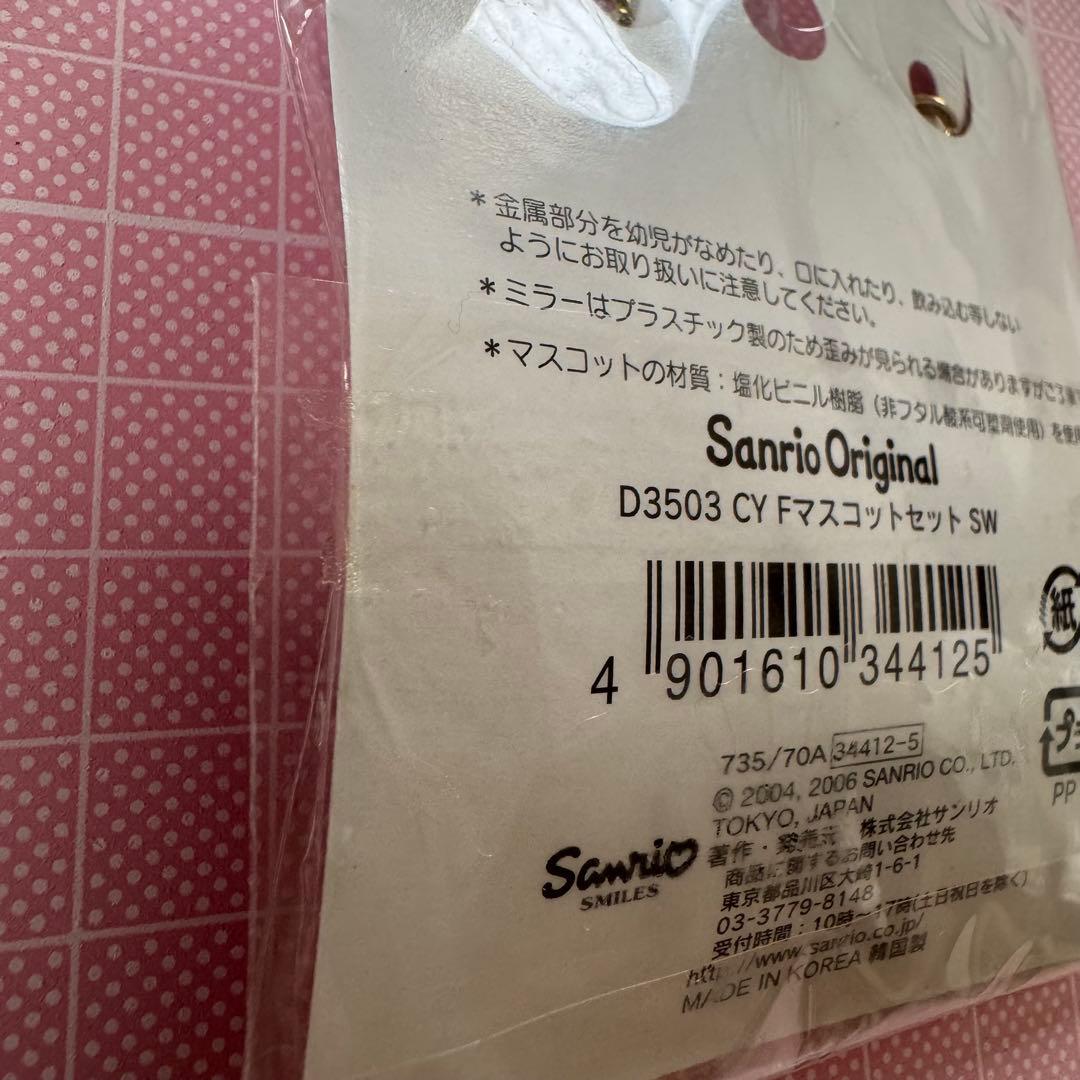 *金属部分を幼児がなめたり、口に入れたり、飲み込む等しない
ようにお取り扱いに注意してください。
*ミラーはプラスチック製のため歪みが見られる場合がありますがご了承
*マスコットの材質:塩化ビニル樹脂(非フタル酸系可塑剤使用)を使用
Sanrio Original
D3503 CY Fマスコットセット SW
4 901610 344125
紙
プラ
PP
735/70A 34412-5
© 2004, 2006 SANRIO CO., LTD.
TOKYO, JAPAN
著作・発売元 株式会社サンリオ
商品に関するお問い合わせ先
東京都品川区大崎1-6-1
03-3779-8148
受付時間:10時~17時(土日祝日を除く)
http://www.sanrio.co.jp/
MADE IN KOREA 韓国製
Sanrio
SMILES